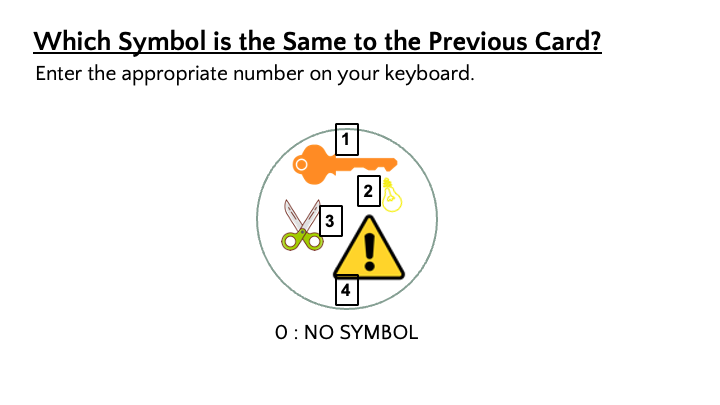 Which Symbol is the Same to the Previous Card?
Enter the appropriate number on your keyboard.
1
2
3
4
0 : NO SYMBOL